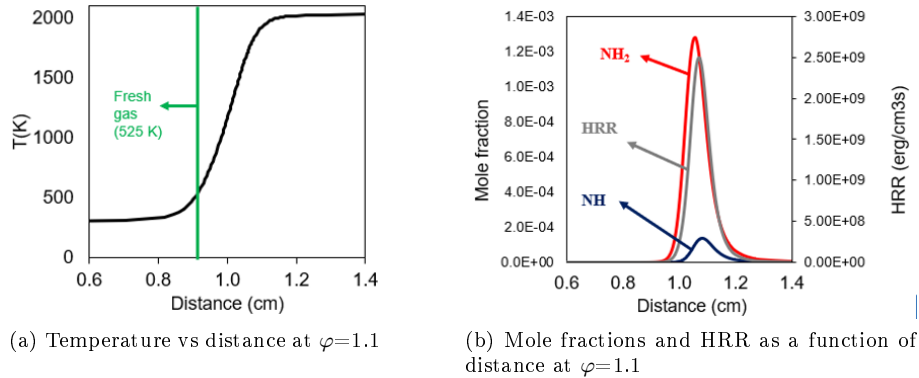 2000
1500
1000
500
0
T(K)
Fresh
gas
(525 K)
0.6
0.8
1.0
1.2
1.4
Distance (cm)
(a) Temperature vs distance at φ=1.1
1.4E-03
1.2E-03
1.0E-03
8.0E-04
6.0E-04
4.0E-04
2.0E-04
0.0E+00
Mole fraction
NH₂
HRR
NH
3.00E+09
2.50E+09
2.00E+09
1.50E+09
1.00E+09
5.00E+08
0.00E+00
HRR (erg/cm3s)
0.6
0.8
1.0
1.2
1.4
Distance (cm)
(b) Mole fractions and HRR as a function of
distance at φ=1.1